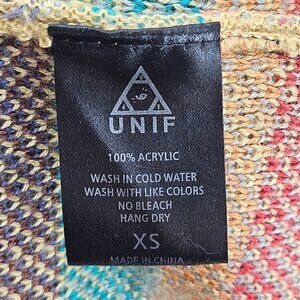 UNIF
100% ACRYLIC
WASH IN COLD WATER
WASH WITH LIKE COLORS
NO BLEACH
HANG DRY
XS
MADE IN CHINA